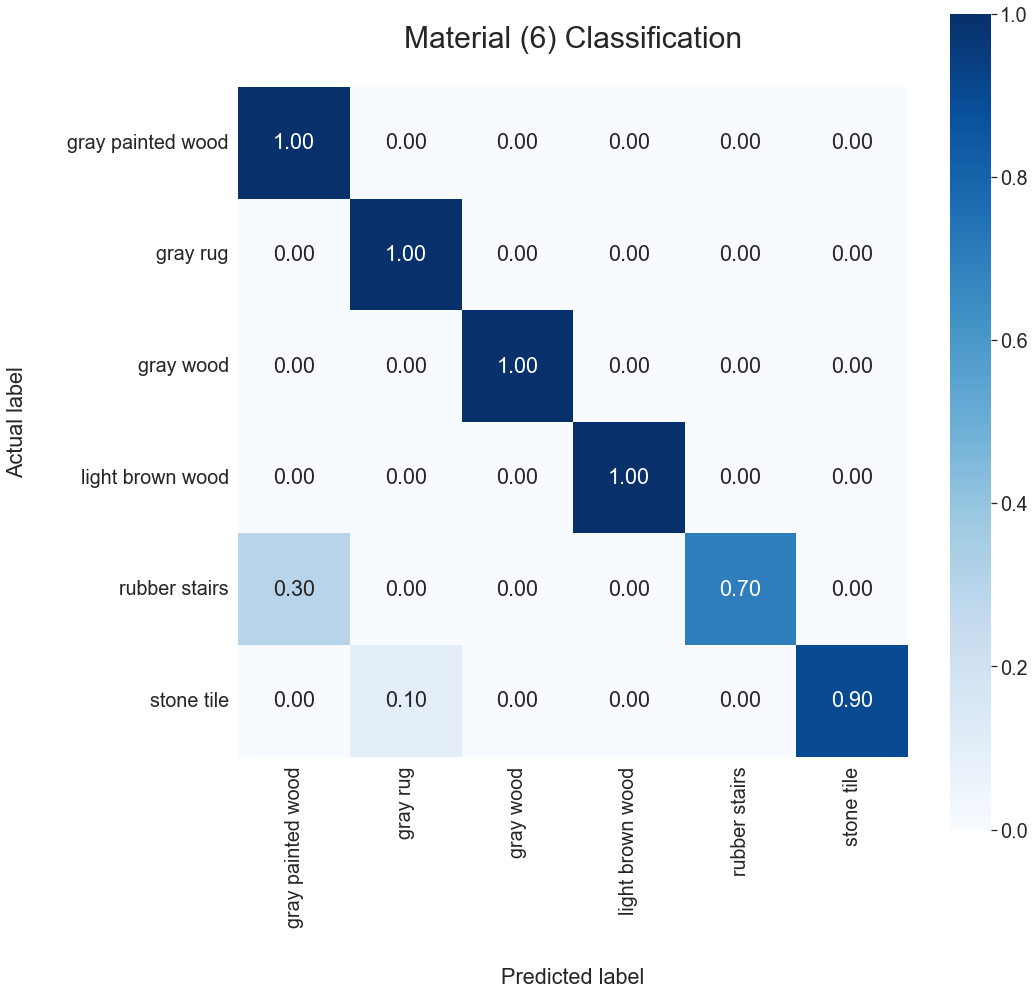 Material (6) Classification
1.0
0.8
0.6
0.4
0.2
0.0
Actual label
gray painted wood 1.00 0.00 0.00 0.00 0.00 0.00
gray rug 0.00 1.00 0.00 0.00 0.00 0.00
gray wood 0.00 0.00 1.00 0.00 0.00 0.00
light brown wood 0.00 0.00 0.00 1.00 0.00 0.00
rubber stairs 0.30 0.00 0.00 0.00 0.70 0.00
stone tile 0.00 0.10 0.00 0.00 0.00 0.90
gray painted wood
gray rug
gray wood
light brown wood
rubber stairs
stone tile
Predicted label